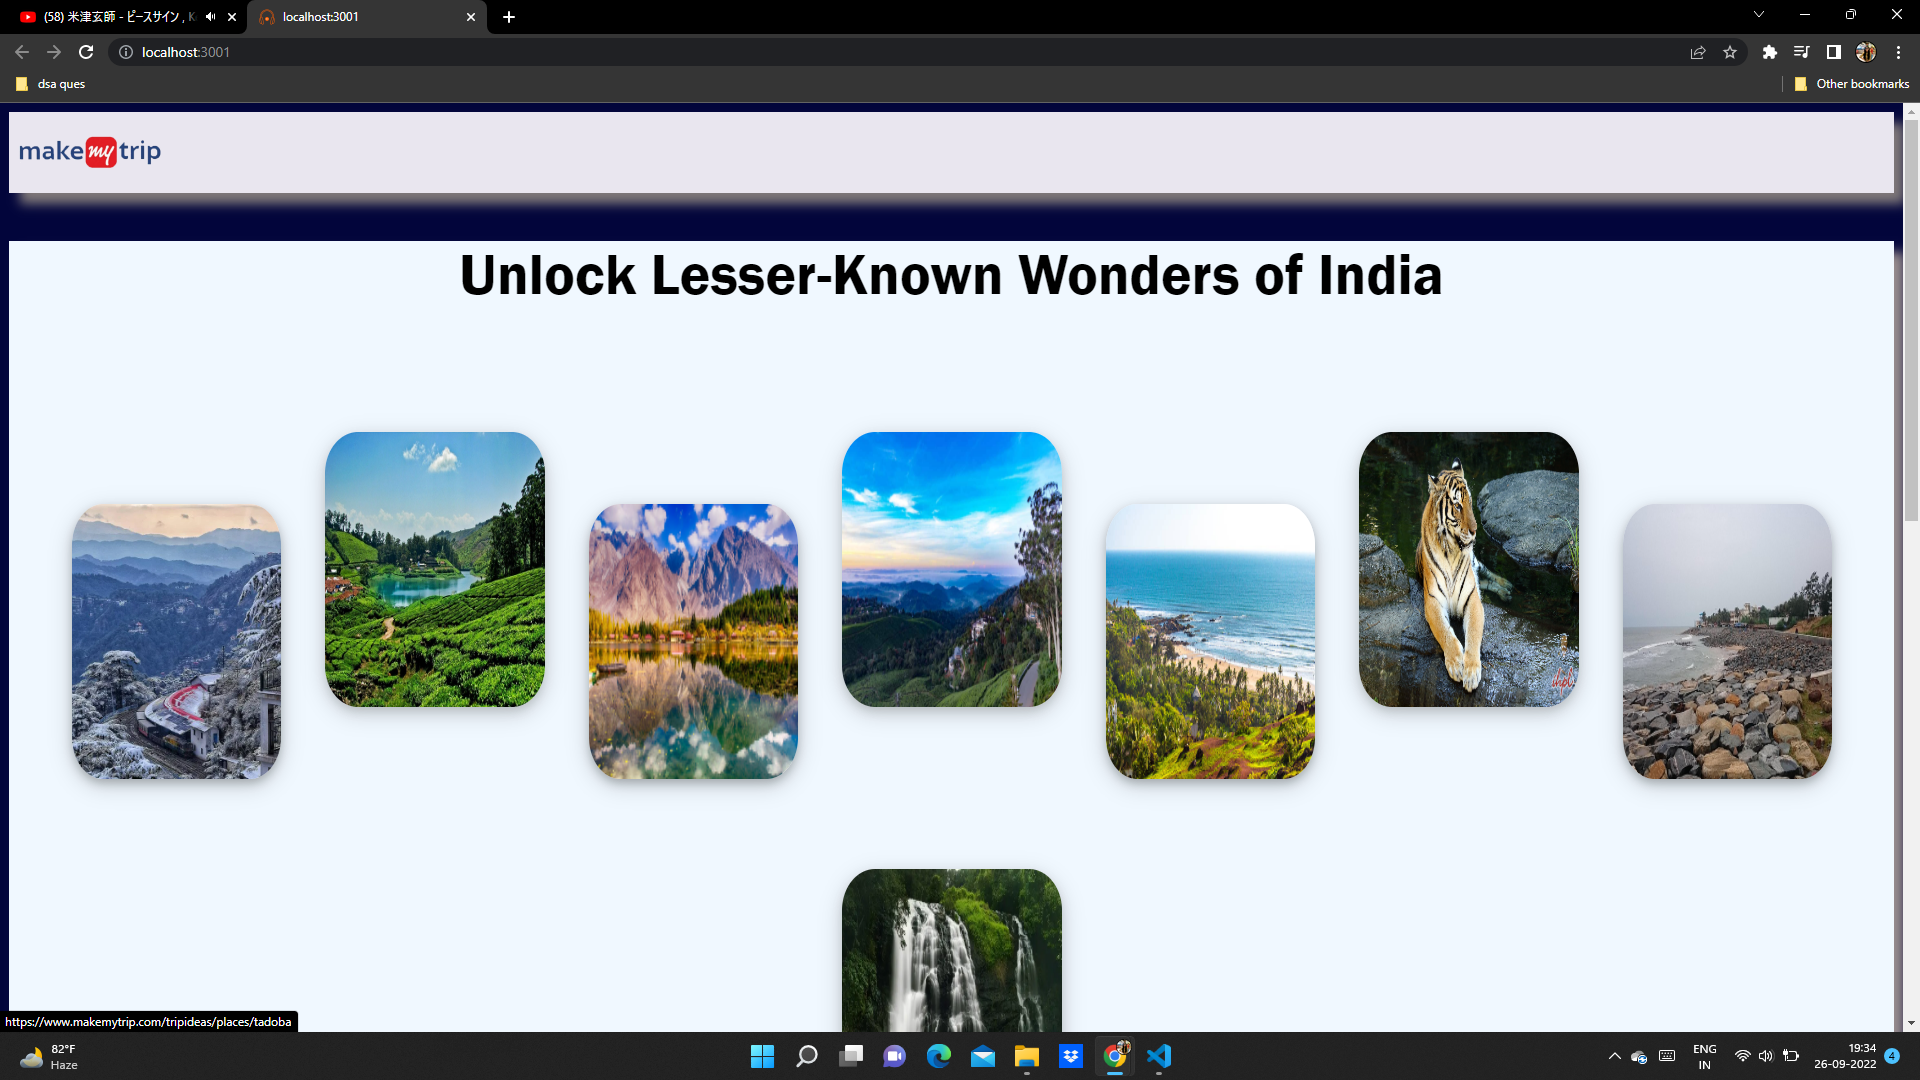 (58) 米津玄師 - ピースサイン , K
localhost:3001
localhost:3001
dsa ques
Other bookmarks
make my trip
Unlock Lesser-Known Wonders of India
https://www.makemytrip.com/tripideas/places/tadoba
82°F
Haze
ENG
IN
19:34
26-09-2022
4